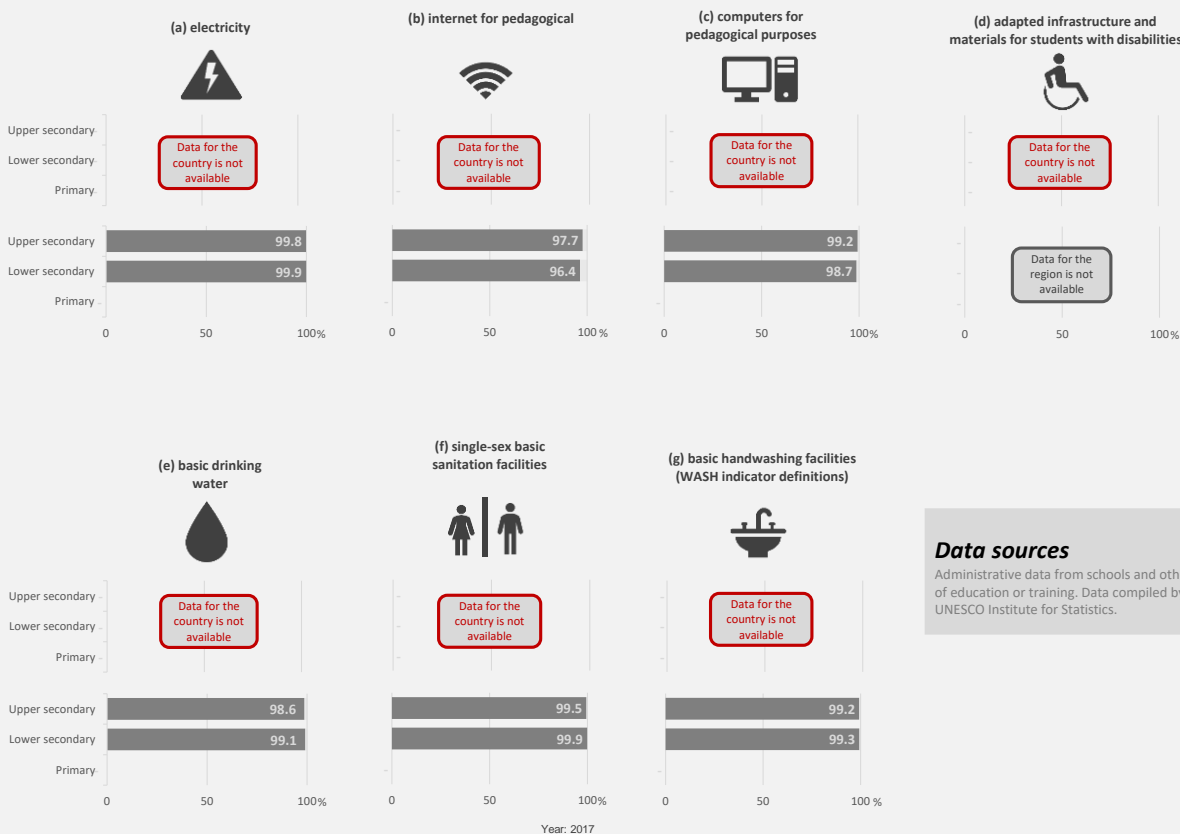 (a) electricity
(b) internet for pedagogical
(c) computers for
pedagogical purposes
(d) adapted infrastructure and
materials for students with disabilities
Upper secondary
Lower secondary
Primary
Data for the
country is not
available
Data for the
country is not
available
Data for the
country is not
available
Data for the
country is not
available
Upper secondary
Lower secondary
Primary
99.8
99.9
0
50
100%
97.7
96.4
0
50
100%
99.2
98.7
0
50
100%
Data for the
region is not
available
0
50
100%
(e) basic drinking
water
(f) single-sex basic
sanitation facilities
(g) basic handwashing facilities
(WASH indicator definitions)
Upper secondary
Lower secondary
Primary
Data for the
country is not
available
Data for the
country is not
available
Data for the
country is not
available
Data sources
Administrative data from schools and oth
of education or training. Data compiled by
UNESCO Institute for Statistics.
Upper secondary
Lower secondary
Primary
98.6
99.1
0
50
100%
99.5
99.9
0
50
100%
99.2
99.3
0
50
100 %
Year: 2017